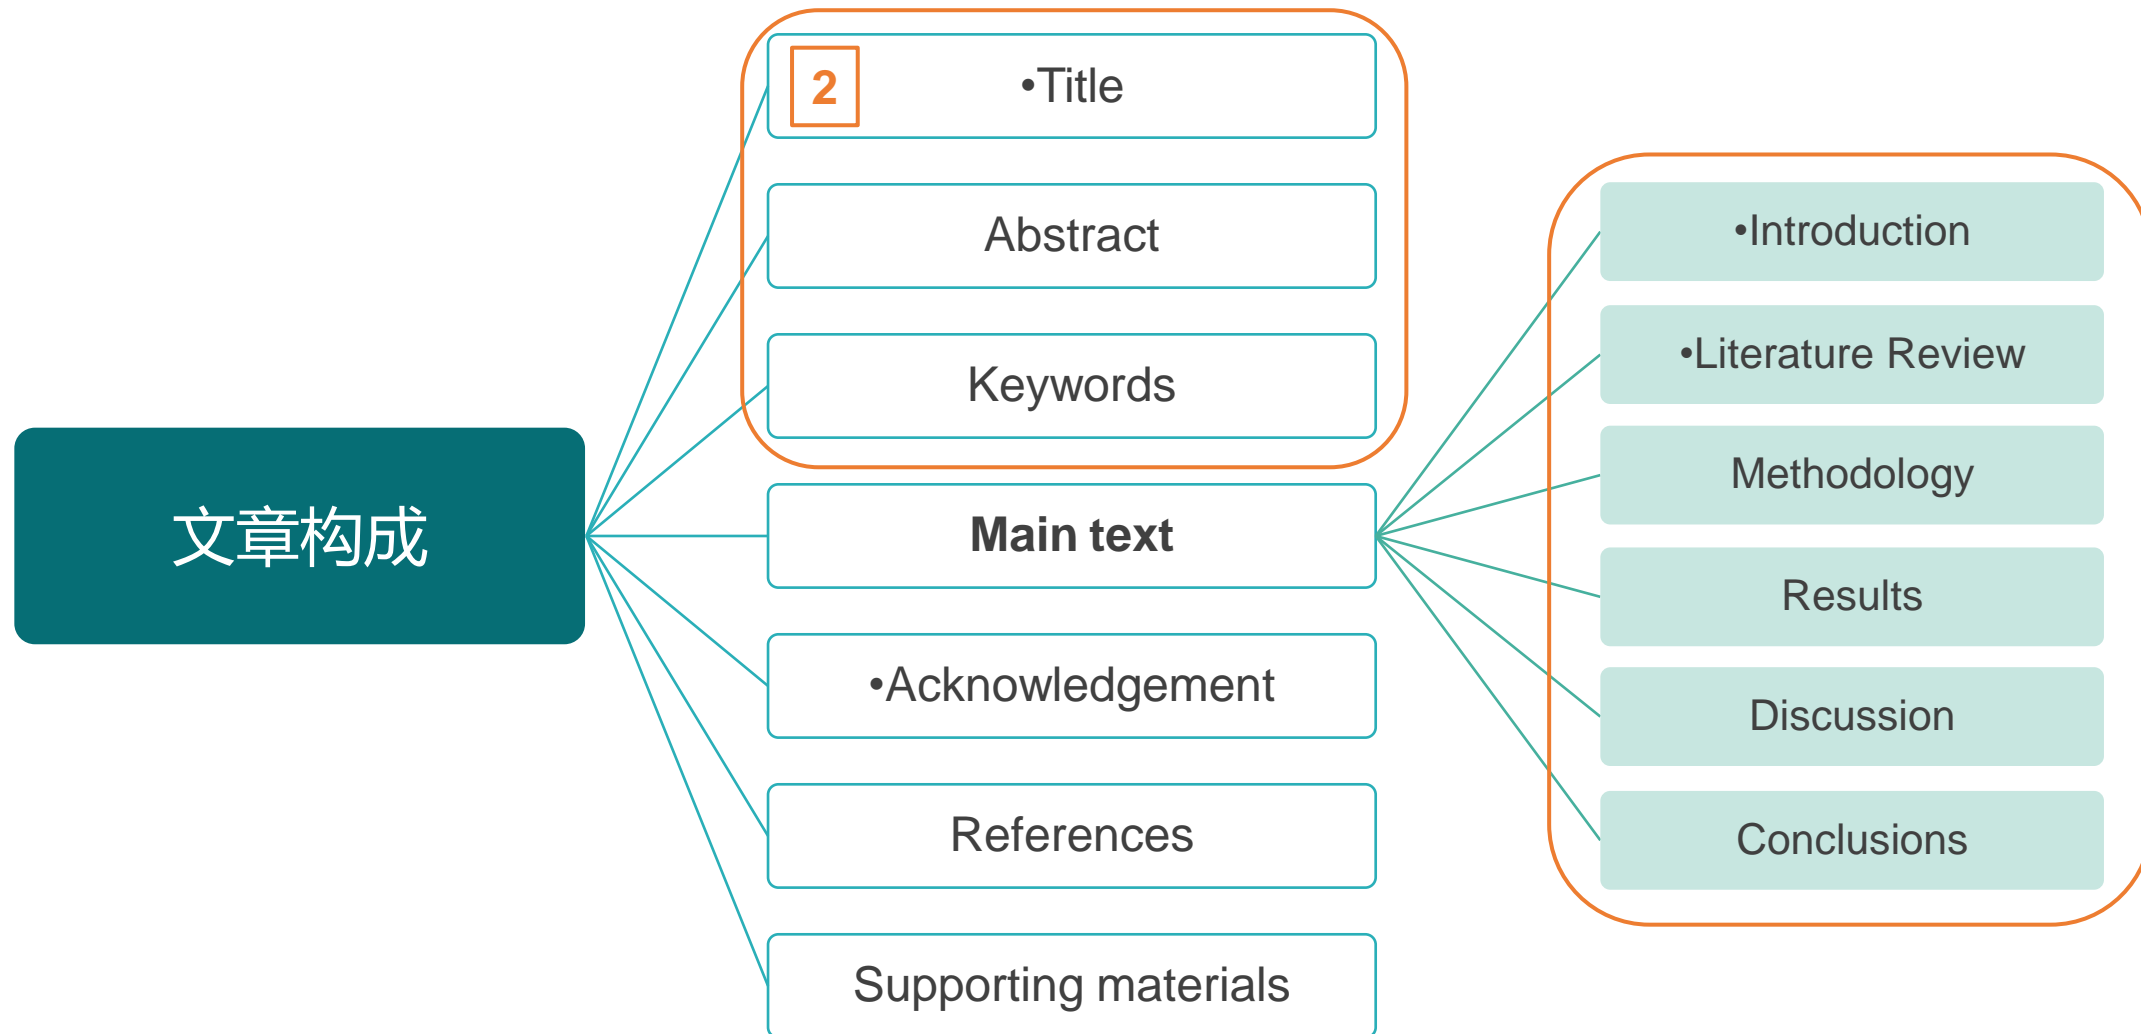 文章构成
2
•Title
Abstract
Keywords
Main text
•Acknowledgement
References
Supporting materials
•Introduction
•Literature Review
Methodology
Results
Discussion
Conclusions